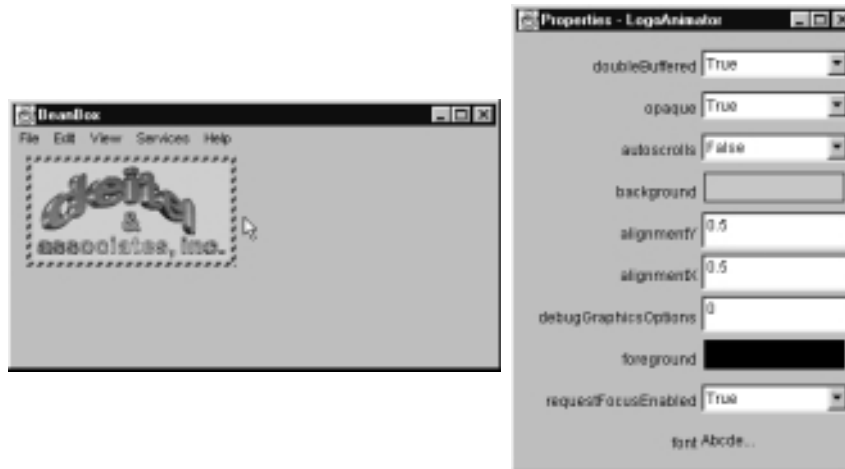 BeanBox
File Edit View Services Help
deitel
&
associates, inc.
Properties - LogoAnimator
doubleBuffered True
opaque True
autoscrolls False
background
alignmentY 0.5
alignmentX 0.5
debugGraphicsOptions 0
foreground
requestFocusEnabled True
font Abcde...